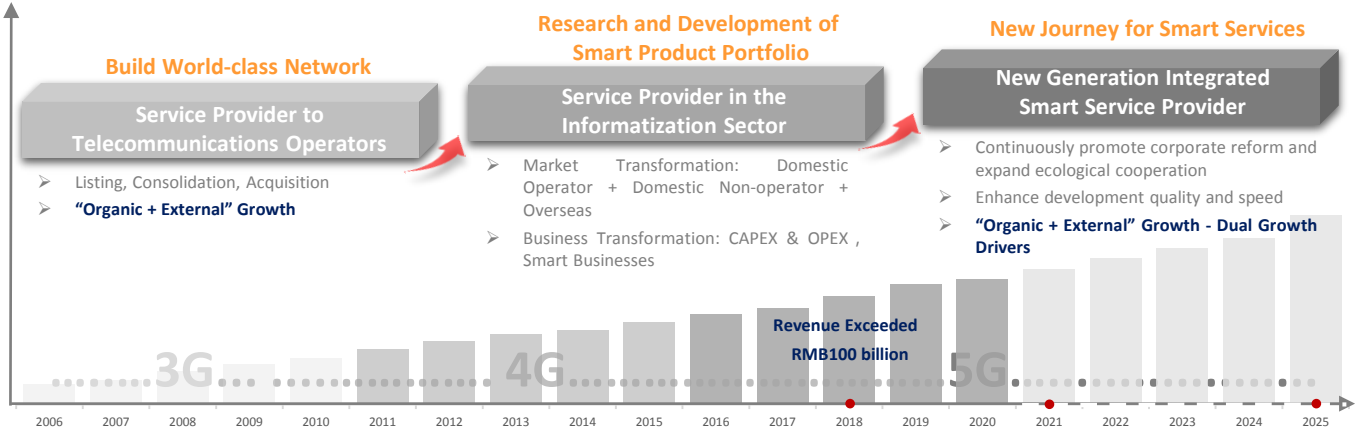 Build World-class Network
Service Provider to
Telecommunications Operators
➢ Listing, Consolidation, Acquisition
➢ “Organic + External” Growth
Research and Development of
Smart Product Portfolio
Service Provider in the
Informatization Sector
➢ Market Transformation: Domestic
Operator + Domestic Non-operator +
Overseas
➢ Business Transformation: CAPEX & OPEX ,
Smart Businesses
New Journey for Smart Services
New Generation Integrated
Smart Service Provider
➢ Continuously promote corporate reform and
expand ecological cooperation
➢ Enhance development quality and speed
➢ “Organic + External” Growth - Dual Growth
Drivers
Revenue Exceeded
RMB100 billion
3G 4G 5G
2006 2007 2008 2009 2010 2011 2012 2013 2014 2015 2016 2017 2018 2019 2020 2021 2022 2023 2024 2025